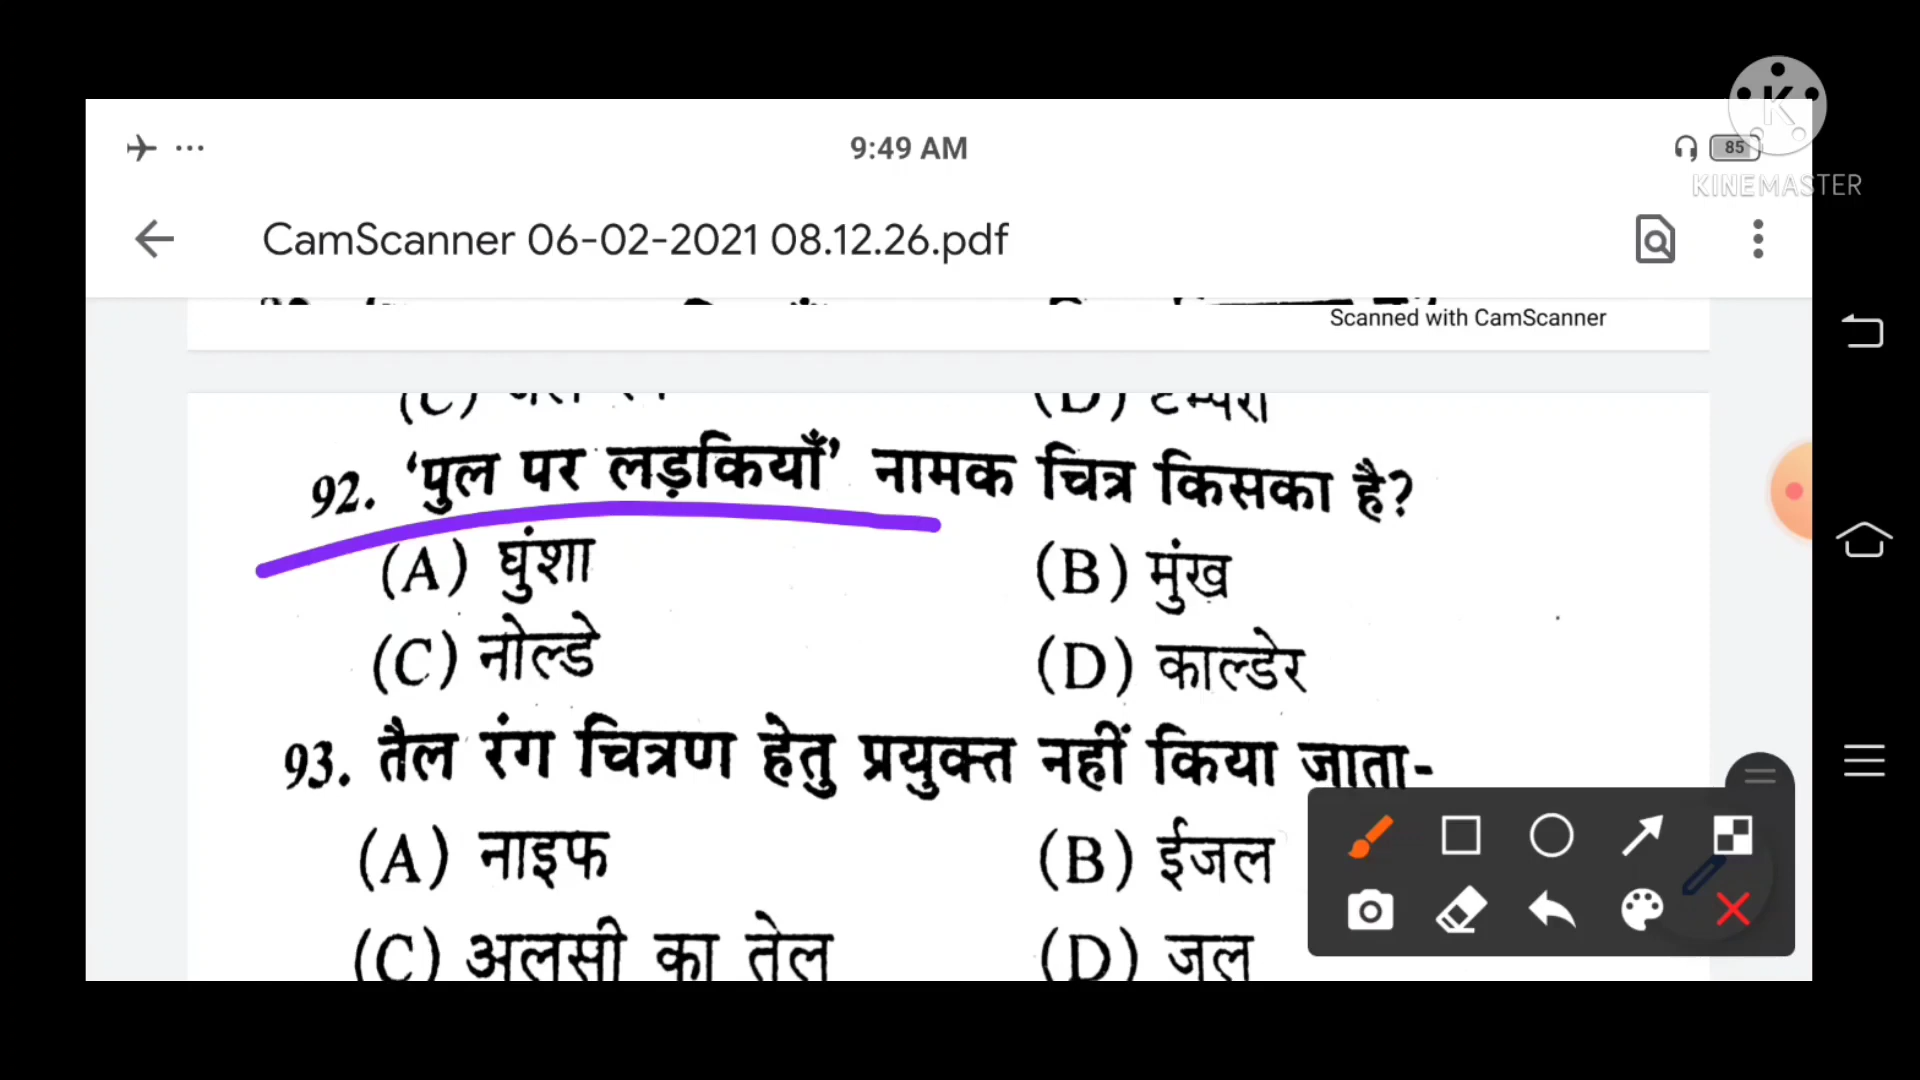 9:49 AM
85
KINEMASTER
CamScanner 06-02-2021 08.12.26.pdf
Scanned with CamScanner
(C)
(D) टेम्परा
92. ‘पुल पर लड़कियाँ’ नामक चित्र किसका है?
(A) घुंशा (B) मुंख
(C) नोल्डे (D) काल्डेर
93. तैल रंग चित्रण हेतु प्रयुक्त नहीं किया जाता-
(A) नाइफ (B) ईजल
(C) अलसी का तेल (D) जल